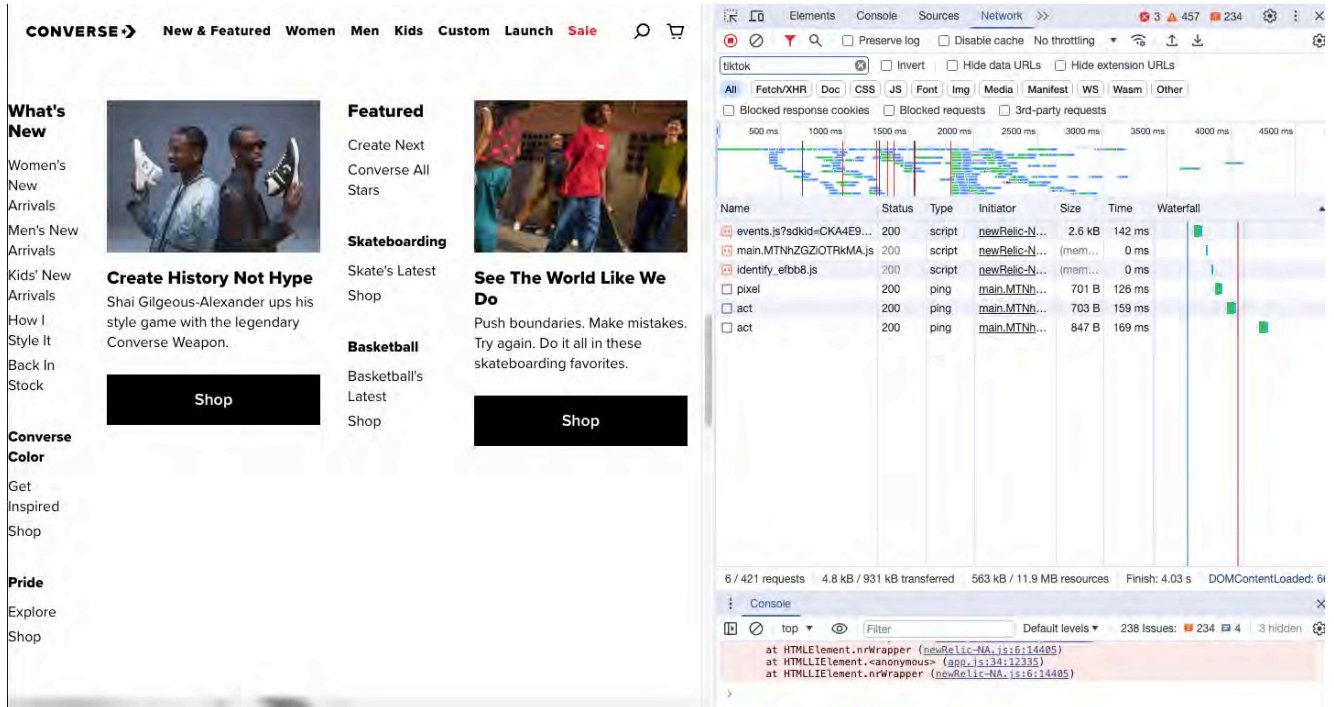 CONVERSE
New & Featured Women Men Kids Custom Launch Sale
What's
New
Women's
New
Arrivals
Men's New
Arrivals
Kids' New
Arrivals
How I
Style It
Back In
Stock
Converse
Color
Get
Inspired
Shop
Pride
Explore
Shop
Create History Not Hype
Shai Gilgeous-Alexander ups his
style game with the legendary
Converse Weapon.
Shop
Featured
Create Next
Converse All
Stars
Skateboarding
Skate's Latest
Shop
Basketball
Basketball's
Latest
Shop
See The World Like We
Do
Push boundaries. Make mistakes.
Try again. Do it all in these
skateboarding favorites.
Shop
Elements Console Sources Network 3 457 234
Preserve log Disable cache No throttling
tiktok Invert Hide data URLs Hide extension URLs
All Fetch/XHR Doc CSS JS Font Img Media Manifest WS Wasm Other
Blocked response cookies Blocked requests 3rd-party requests
500 ms 1000 ms 1500 ms 2000 ms 2500 ms 3000 ms 3500 ms 4000 ms 4500 ms
Name Status Type Initiator Size Time Waterfall
events.js?sdkid=CKA4E9... 200 script newRelic-N... 2.6 kB 142 ms
main.MTNhZGZiOTRkMA.js 200 script newRelic-N... (mem... 0 ms
identify_efbb8.js 200 script newRelic-N... (mem... 0 ms
pixel 200 ping main.MTNh... 701 B 126 ms
act 200 ping main.MTNh... 703 B 159 ms
act 200 ping main.MTNh... 847 B 169 ms
6 / 421 requests 4.8 kB / 931 kB transferred 563 kB / 11.9 MB resources Finish: 4.03 s DOMContentLoaded: 
Console
top Filter Default levels 238 Issues: 234 4 3 hidden
at HTMLElement.nrWrapper (newRelic-NA.js:6:14405)
at HTMLLIElement.<anonymous> (app.js:34:12335)
at HTMLLIElement.nrWrapper (newRelic-NA.js:6:14405)